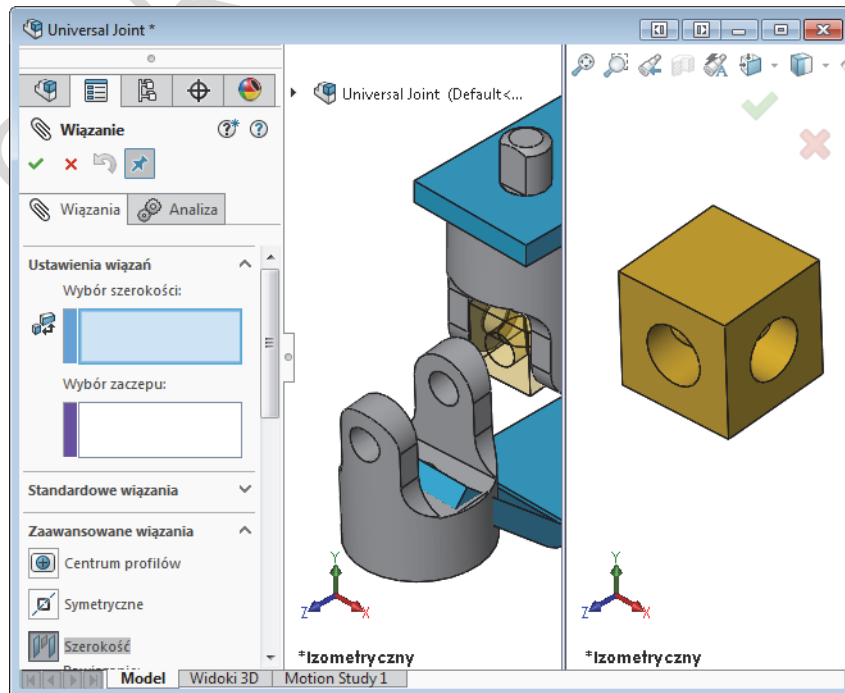 Universal Joint *
Universal Joint (Default<...
Wiązanie
Wiązania
Analiza
Ustawienia wiązań
Wybór szerokości:
Wybór zaczepu:
Standardowe wiązania
Zaawansowane wiązania
Centrum profilów
Symetryczne
Szerokość
Y
Z
X
*Izometryczny
Y
Z
X
*Izometryczny
Model
Widoki 3D
Motion Study 1